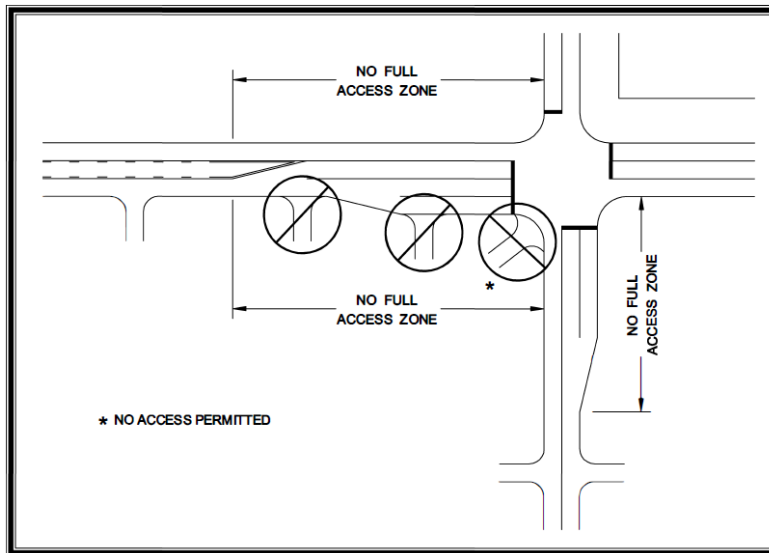 NO FULL
ACCESS ZONE
NO FULL
ACCESS ZONE
NO FULL
ACCESS ZONE
*
* NO ACCESS PERMITTED